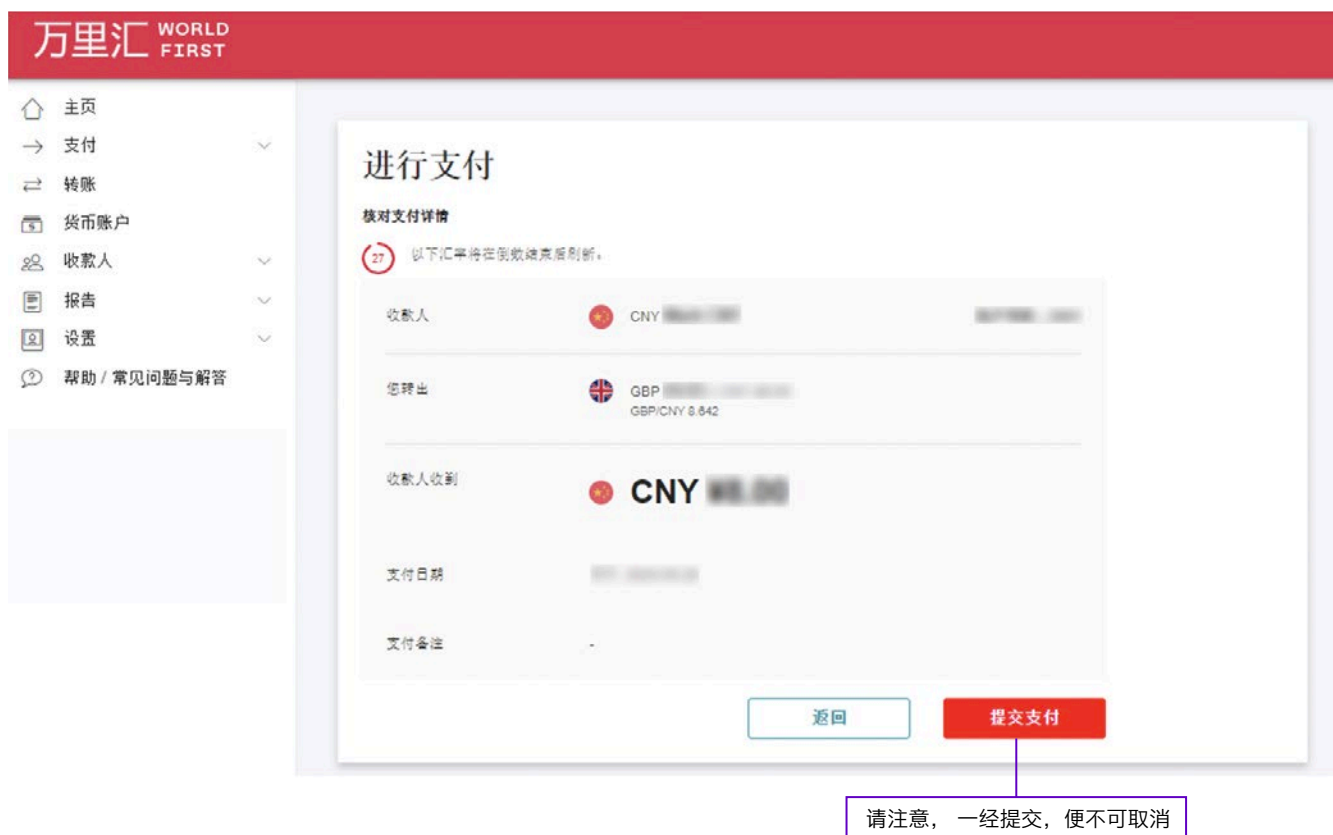 万里汇 WORLD
FIRST
主页
支付
转账
货币账户
收款人
报告
设置
帮助 / 常见问题与解答
进行支付
核对支付详情
27 以下汇率将在倒数结束后刷新。
收款人 CNY
您转出 GBP
GBP/CNY 8.642
收款人收到 CNY
支付日期
支付备注 -
返回 提交支付
请注意， 一经提交，便不可取消